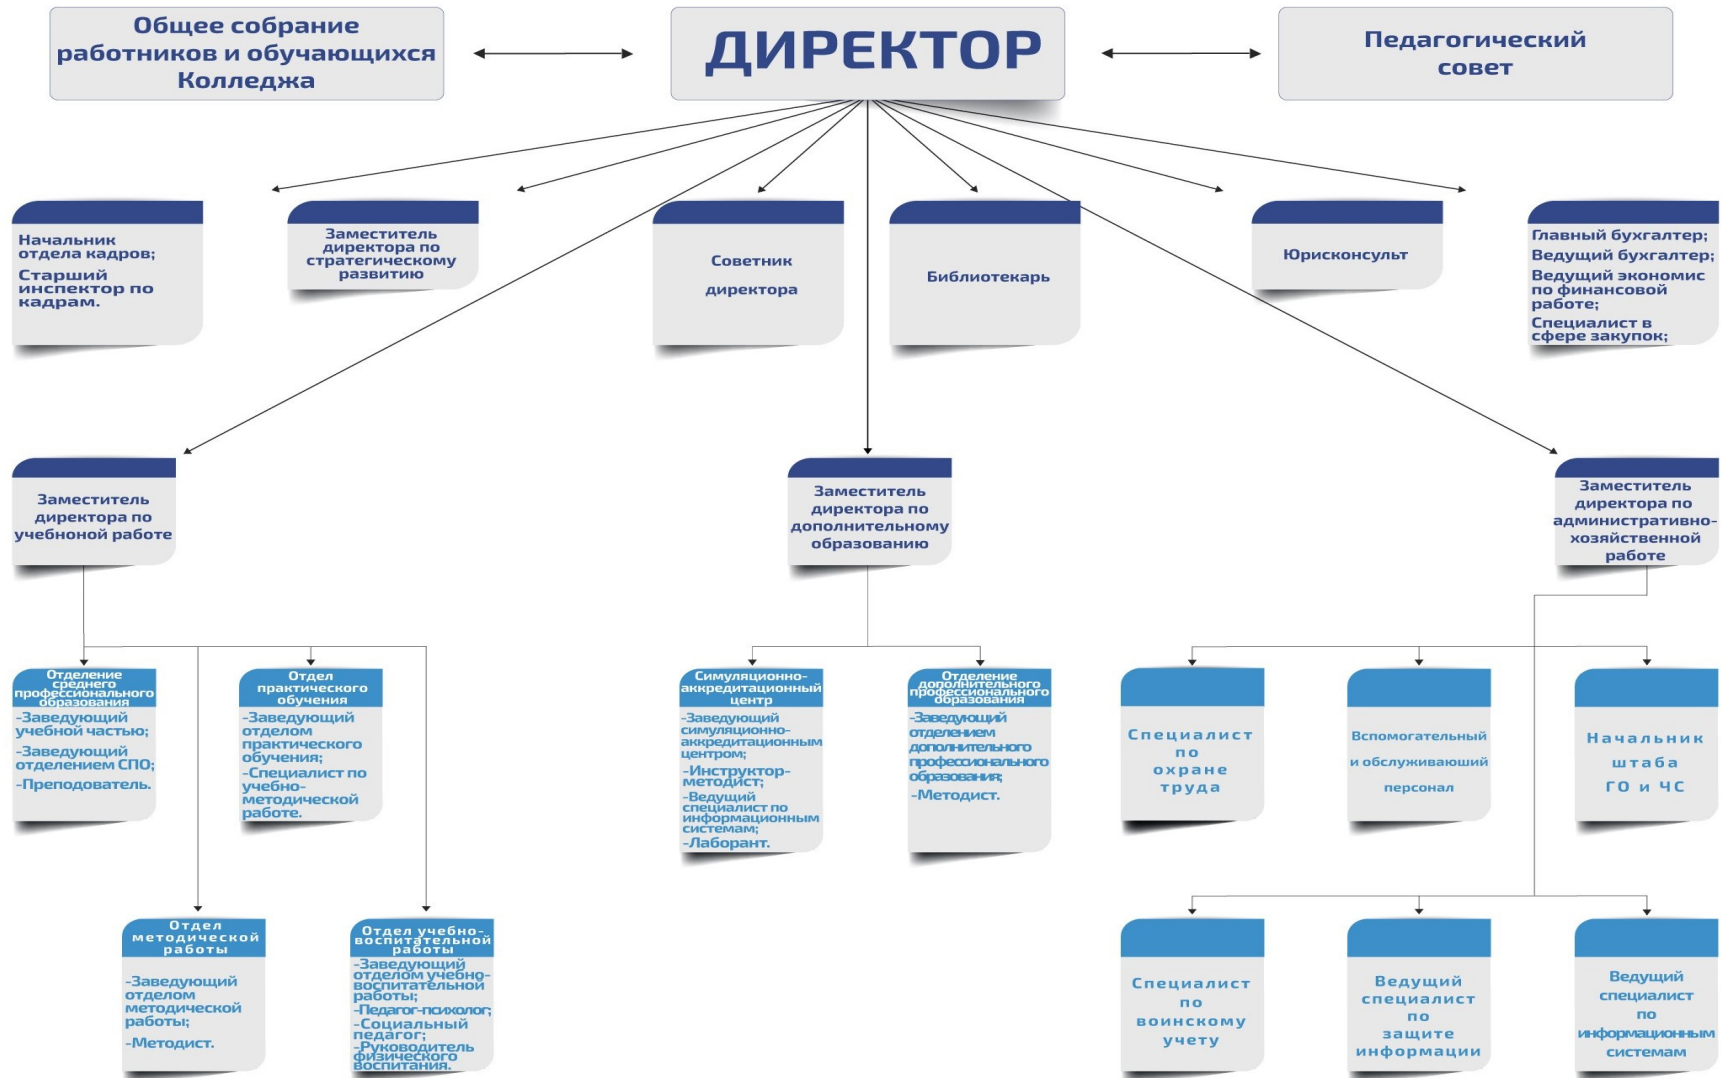 Общее собрание
работников и обучающихся
Колледжа
ДИРЕКТОР
Педагогический
совет
Начальник
отдела кадров;
Старший
инспектор по
кадрам.
Заместитель
директора по
стратегическому
развитию
Советник
директора
Библиотекарь
Юрисконсульт
Главный бухгалтер;
Ведущий бухгалтер;
Ведущий экономис
по финансовой
работе;
Специалист в
сфере закупок;
Заместитель
директора по
учебноной работе
Заместитель
директора по
дополнительному
образованию
Заместитель
директора по
административно-
хозяйственной
работе
Отделение
среднего
профессионального
образования
-Заведующий
учебной частью;
-Заведующий
отделением СПО;
-Преподователь.
Отдел
практического
обучения
-Заведующий
отделом
практического
обучения;
-Специалист по
учебно-
методической
работе.
Симуляционно-
аккредитационный
центр
-Заведующий
симуляционно-
аккредитационным
центром;
-Инструктор-
методист;
-Ведущий
специалист по
информационным
системам;
-Лаборант.
Отделение
дополнительного
профессионального
образования
-Заведующий
отделением
дополнительного
профессионального
образования;
-Методист.
Специалист
по
охране
труда
Вспомогательный
и обслуживаюший
персонал
Начальник
штаба
ГО и ЧС
Отдел
методической
работы
-Заведующий
отделом
методической
работы;
-Методист.
Отдел учебно-
воспитательной
работы
-Заведующий
отделом учебно-
воспитательной
работы;
-Педагог-психолог;
-Социальный
педагог;
-Руководитель
физического
воспитания.
Специалист
по
воинскому
учету
Ведущий
специалист
по
защите
информации
Ведущий
специалист
по
информационным
системам